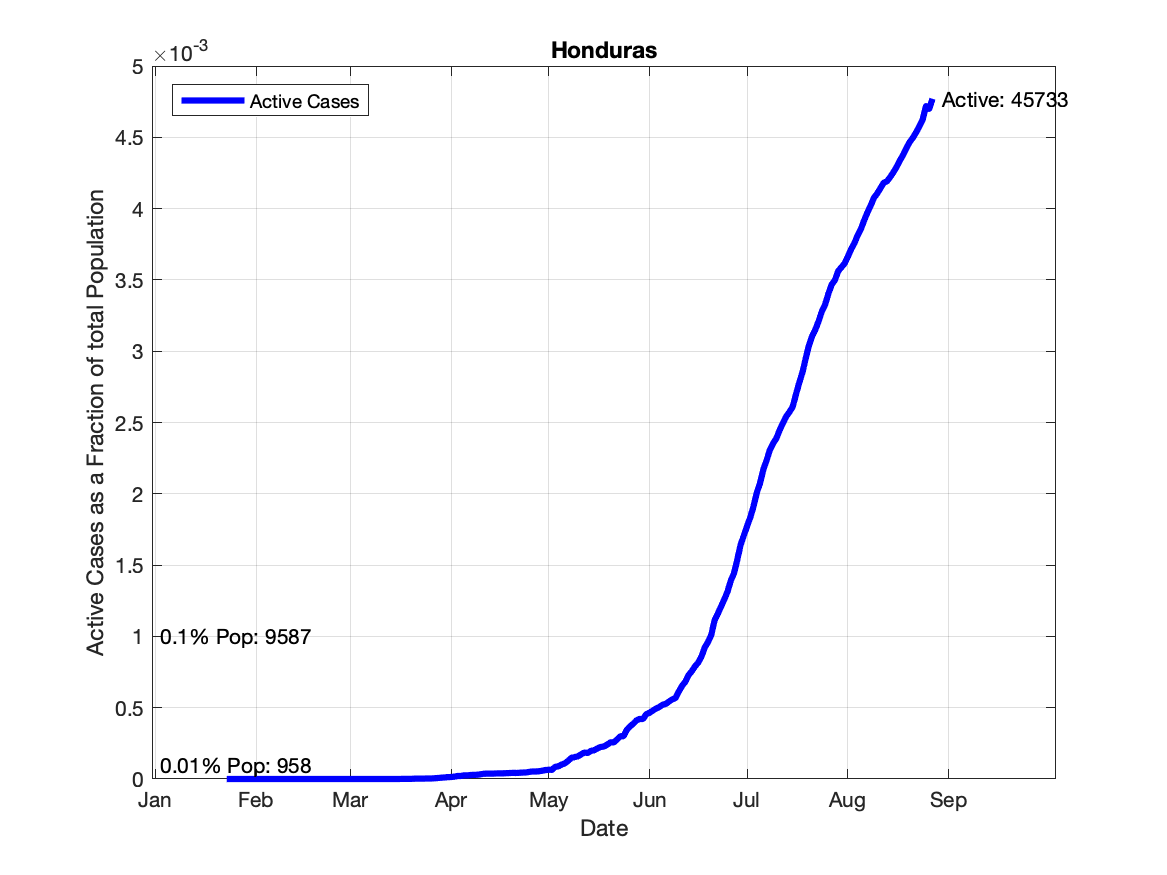 Honduras
×10-3
5
4.5
4
3.5
3
2.5
2
1.5
1
0.5
0
Active Cases as a Fraction of total Population
Active Cases
Active: 45733
0.1% Pop: 9587
0.01% Pop: 958
Jan Feb Mar Apr May Jun Jul Aug Sep
Date